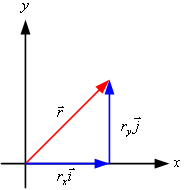 y
r⃗
r_y j⃗
x
r_x i⃗